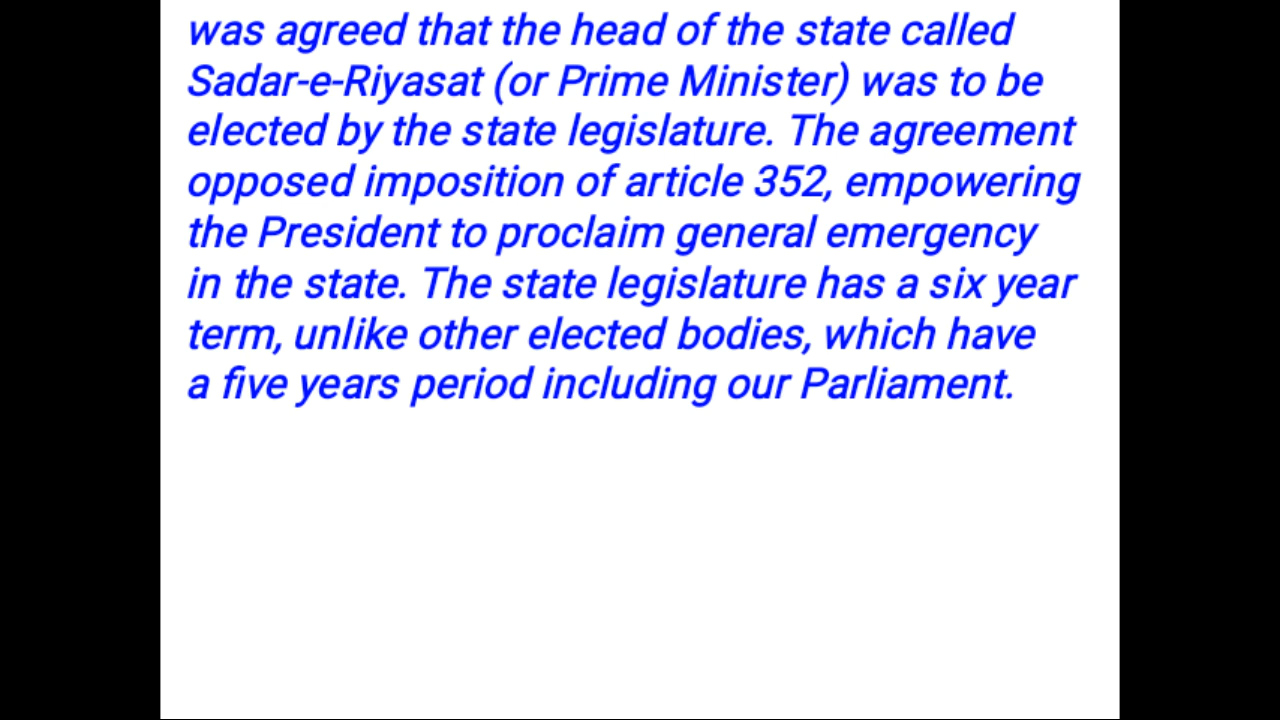 was agreed that the head of the state called
Sadar-e-Riyasat (or Prime Minister) was to be
elected by the state legislature. The agreement
opposed imposition of article 352, empowering
the President to proclaim general emergency
in the state. The state legislature has a six year
term, unlike other elected bodies, which have
a five years period including our Parliament.